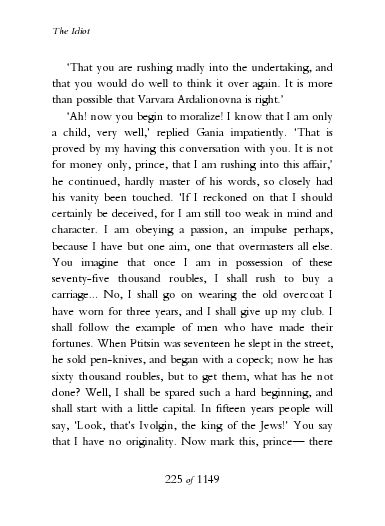 The Idiot
'That you are rushing madly into the undertaking, and
that you would do well to think it over again. It is more
than possible that Varvara Ardalionovna is right.'
'Ah! now you begin to moralize! I know that I am only
a child, very well,' replied Gania impatiently. 'That is
proved by my having this conversation with you. It is not
for money only, prince, that I am rushing into this affair,'
he continued, hardly master of his words, so closely had
his vanity been touched. 'If I reckoned on that I should
certainly be deceived, for I am still too weak in mind and
character. I am obeying a passion, an impulse perhaps,
because I have but one aim, one that overmasters all else.
You imagine that once I am in possession of these
seventy-five thousand roubles, I shall rush to buy a
carriage... No, I shall go on wearing the old overcoat I
have worn for three years, and I shall give up my club. I
shall follow the example of men who have made their
fortunes. When Ptitsin was seventeen he slept in the street,
he sold pen-knives, and began with a copeck; now he has
sixty thousand roubles, but to get them, what has he not
done? Well, I shall be spared such a hard beginning, and
shall start with a little capital. In fifteen years people will
say, 'Look, that's Ivolgin, the king of the Jews!' You say
that I have no originality. Now mark this, prince— there
225 of 1149